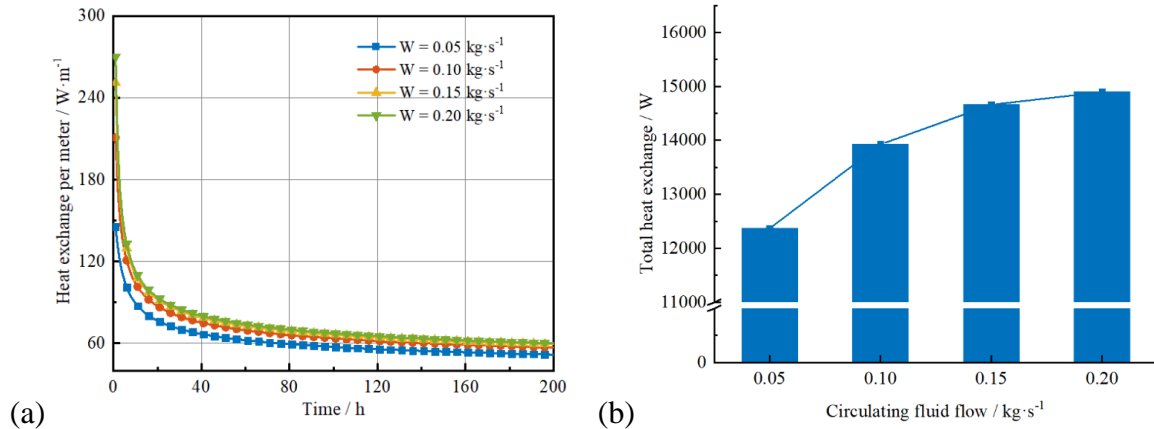 300
240
180
120
60
Heat exchange per meter / W·m⁻¹
W = 0.05 kg·s⁻¹
W = 0.10 kg·s⁻¹
W = 0.15 kg·s⁻¹
W = 0.20 kg·s⁻¹
0 40 80 120 160 200
Time / h
(a)
15000
14000
13000
12000
11000
0
Total heat exchange / W
0.05 0.10 0.15 0.20
Circulating fluid flow / kg·s⁻¹
(b)